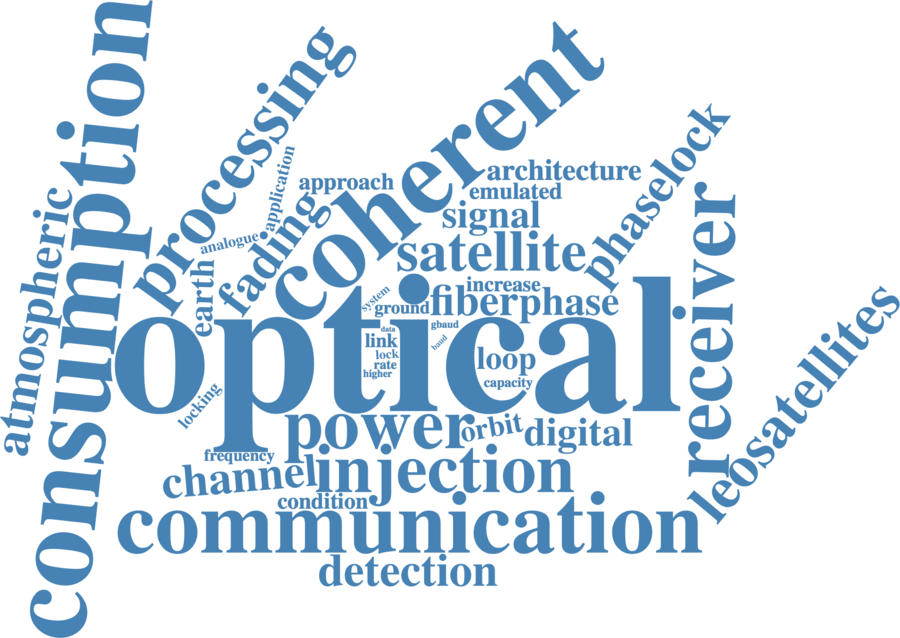 consumption
processing
coherent
atmospheric
application
approach
architecture
emulated
phaselock
fading
analogue
signal
satellite
earth
receiver
increase
system
ground
fiberphase
optical
data
gbaud
link
baud
lock
loop
rate
higher
capacity
locking
leosatellites
power
orbit
digital
frequency
channel
injection
condition
communication
detection